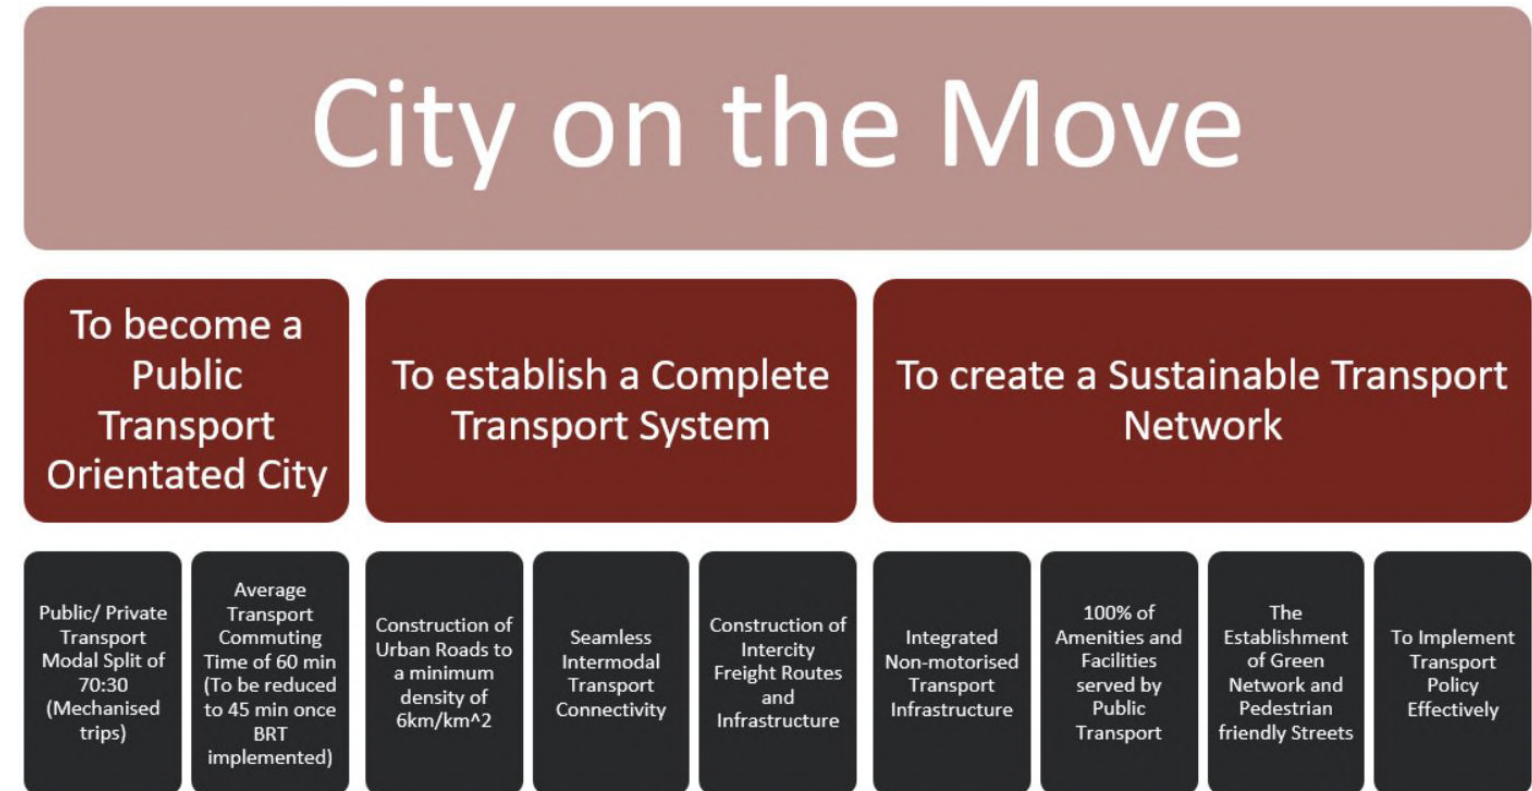 City on the Move
To become a
Public
Transport
Orientated City
To establish a Complete
Transport System
To create a Sustainable Transport
Network
Public/ Private
Transport
Modal Split of
70:30
(Mechanised
trips)
Average
Transport
Commuting
Time of 60 min
(To be reduced
to 45 min once
BRT
implemented)
Construction of
Urban Roads to
a minimum
density of
6km/km^2
Seamless
Intermodal
Transport
Connectivity
Construction of
Intercity
Freight Routes
and
Infrastructure
Integrated
Non-motorised
Transport
Infrastructure
100% of
Amenities and
Facilities
served by
Public
Transport
The
Establishment
of Green
Network and
Pedestrian
friendly Streets
To Implement
Transport
Policy
Effectively